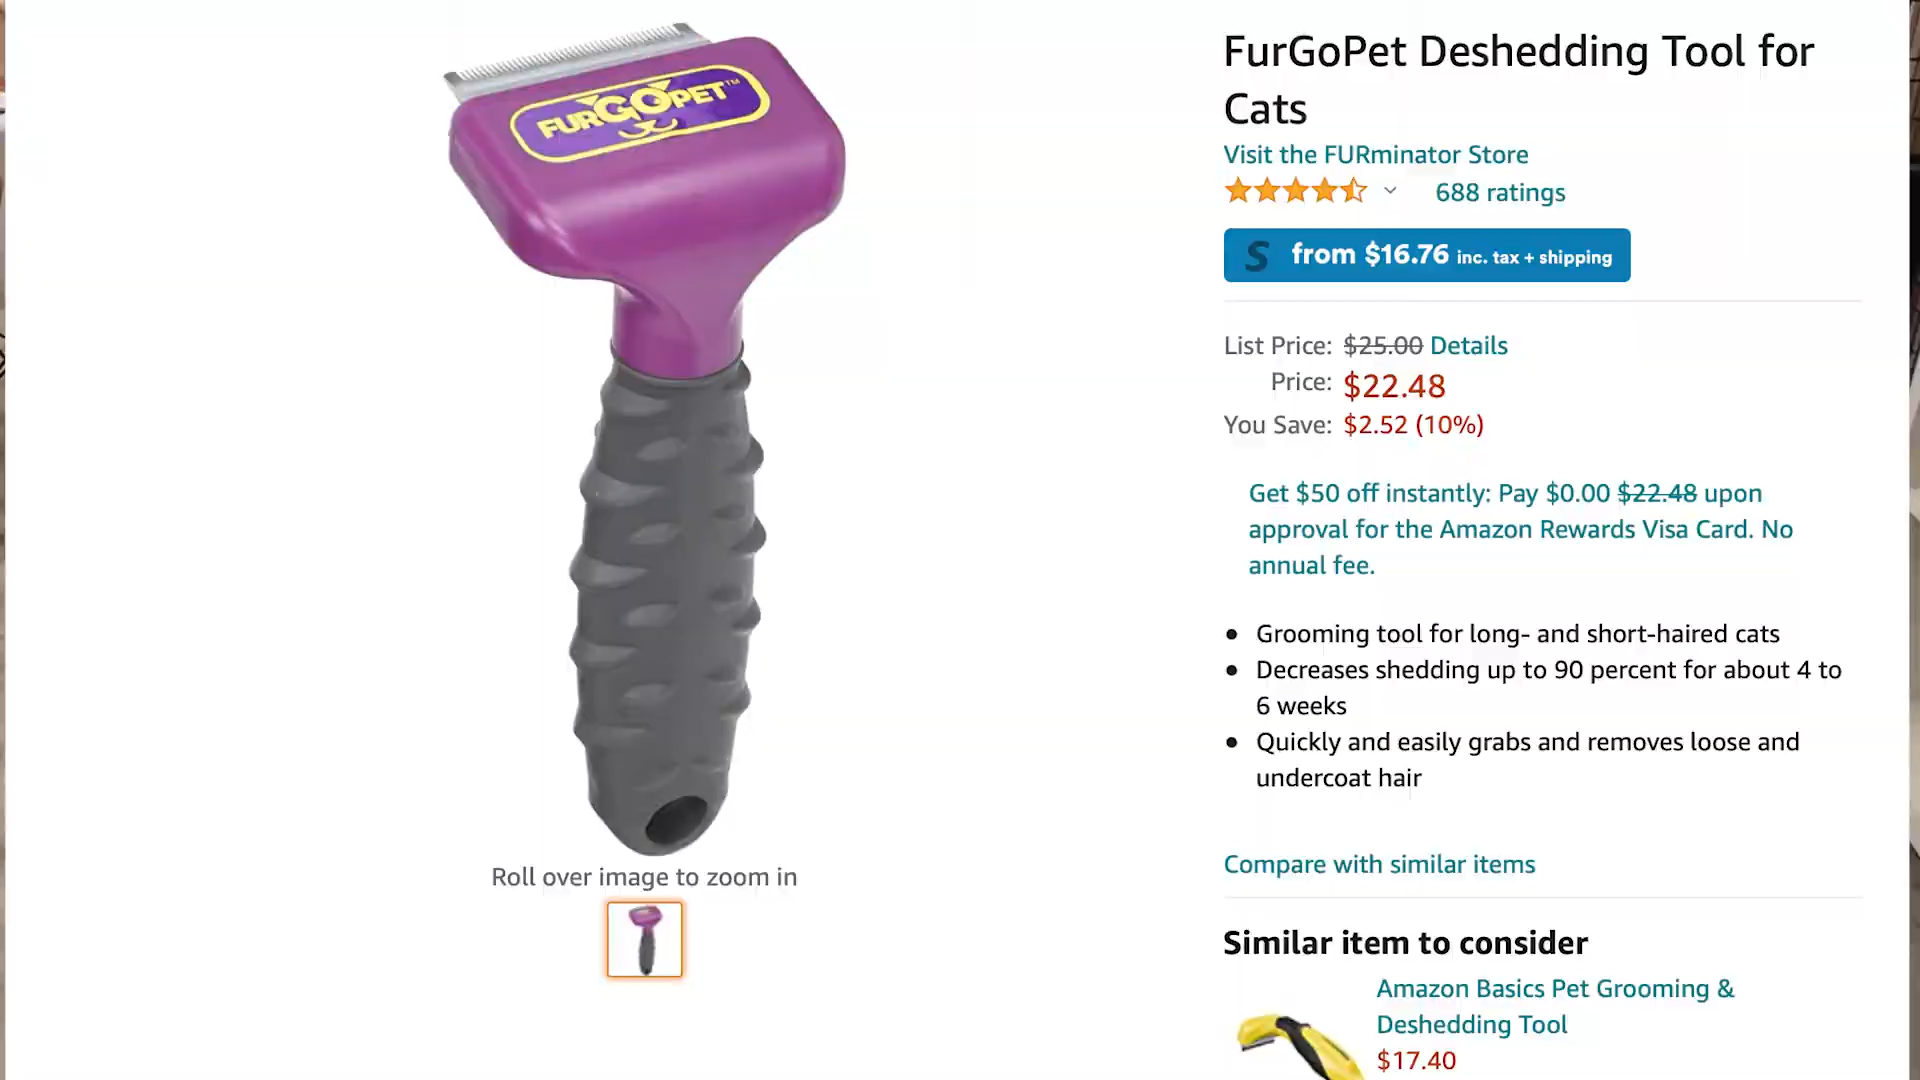 FURGOPET™
Roll over image to zoom in
FurGoPet Deshedding Tool for
Cats
Visit the FURminator Store
688 ratings
S from $16.76 inc. tax + shipping
List Price: $25.00 Details
Price: $22.48
You Save: $2.52 (10%)
Get $50 off instantly: Pay $0.00 $22.48 upon
approval for the Amazon Rewards Visa Card. No
annual fee.
• Grooming tool for long- and short-haired cats
• Decreases shedding up to 90 percent for about 4 to
6 weeks
• Quickly and easily grabs and removes loose and
undercoat hair
Compare with similar items
Similar item to consider
Amazon Basics Pet Grooming &
Deshedding Tool
$17.40